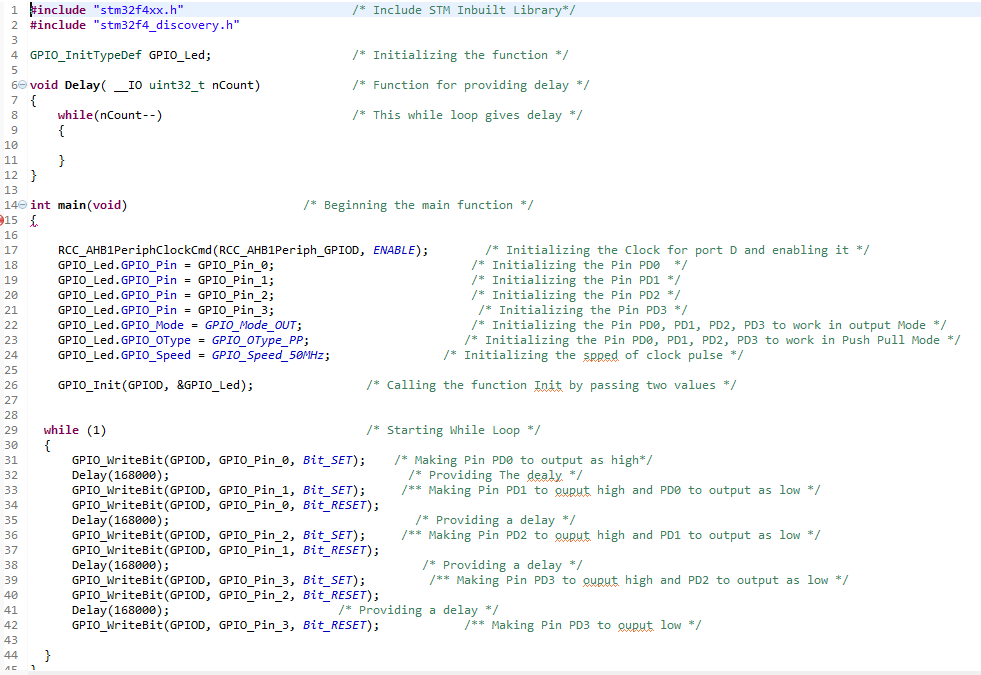 1 #include "stm32f4xx.h" /* Include STM Inbuilt Library*/
2 #include "stm32f4_discovery.h"
3
4 GPIO_InitTypeDef GPIO_Led; /* Initializing the function */
5
6 void Delay( __IO uint32_t nCount) /* Function for providing delay */
7 {
8 while(nCount--) /* This while loop gives delay */
9 {
10
11 }
12 }
13
14 int main(void) /* Beginning the main function */
15 {
16
17 RCC_AHB1PeriphClockCmd(RCC_AHB1Periph_GPIOD, ENABLE); /* Initializing the Clock for port D and enabling it */
18 GPIO_Led.GPIO_Pin = GPIO_Pin_0; /* Initializing the Pin PD0 */
19 GPIO_Led.GPIO_Pin = GPIO_Pin_1; /* Initializing the Pin PD1 */
20 GPIO_Led.GPIO_Pin = GPIO_Pin_2; /* Initializing the Pin PD2 */
21 GPIO_Led.GPIO_Pin = GPIO_Pin_3; /* Initializing the Pin PD3 */
22 GPIO_Led.GPIO_Mode = GPIO_Mode_OUT; /* Initializing the Pin PD0, PD1, PD2, PD3 to work in output Mode */
23 GPIO_Led.GPIO_OType = GPIO_OType_PP; /* Initializing the Pin PD0, PD1, PD2, PD3 to work in Push Pull Mode */
24 GPIO_Led.GPIO_Speed = GPIO_Speed_50MHz; /* Initializing the spped of clock pulse */
25
26 GPIO_Init(GPIOD, &GPIO_Led); /* Calling the function Init by passing two values */
27
28
29 while (1) /* Starting While Loop */
30 {
31 GPIO_WriteBit(GPIOD, GPIO_Pin_0, Bit_SET); /* Making Pin PD0 to output as high*/
32 Delay(168000); /* Providing The dealy */
33 GPIO_WriteBit(GPIOD, GPIO_Pin_1, Bit_SET); /** Making Pin PD1 to ouput high and PD0 to output as low */
34 GPIO_WriteBit(GPIOD, GPIO_Pin_0, Bit_RESET);
35 Delay(168000); /* Providing a delay */
36 GPIO_WriteBit(GPIOD, GPIO_Pin_2, Bit_SET); /** Making Pin PD2 to ouput high and PD1 to output as low */
37 GPIO_WriteBit(GPIOD, GPIO_Pin_1, Bit_RESET);
38 Delay(168000); /* Providing a delay */
39 GPIO_WriteBit(GPIOD, GPIO_Pin_3, Bit_SET); /** Making Pin PD3 to ouput high and PD2 to output as low */
40 GPIO_WriteBit(GPIOD, GPIO_Pin_2, Bit_RESET);
41 Delay(168000); /* Providing a delay */
42 GPIO_WriteBit(GPIOD, GPIO_Pin_3, Bit_RESET); /** Making Pin PD3 to ouput low */
43
44 }
45 }